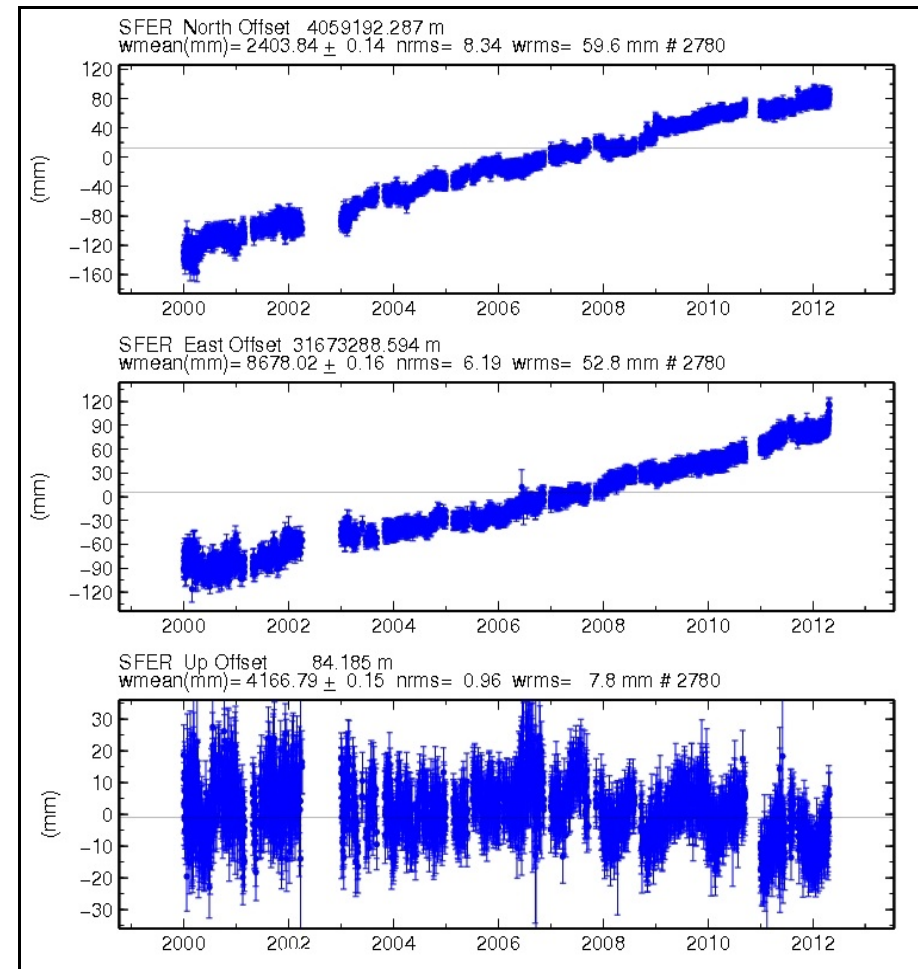 SFER North Offset 4059192.287 m
wmean(mm)= 2403.84 ± 0.14 nrms= 8.34 wrms= 59.6 mm # 2780
120
80
40
0
−40
−80
−120
−160
(mm)
2000 2002 2004 2006 2008 2010 2012
SFER East Offset 31673288.594 m
wmean(mm)= 8678.02 ± 0.16 nrms= 6.19 wrms= 52.8 mm # 2780
120
90
60
30
0
−30
−60
−90
−120
(mm)
2000 2002 2004 2006 2008 2010 2012
SFER Up Offset 84.185 m
wmean(mm)= 4166.79 ± 0.15 nrms= 0.96 wrms= 7.8 mm # 2780
30
20
10
0
−10
−20
−30
(mm)
2000 2002 2004 2006 2008 2010 2012